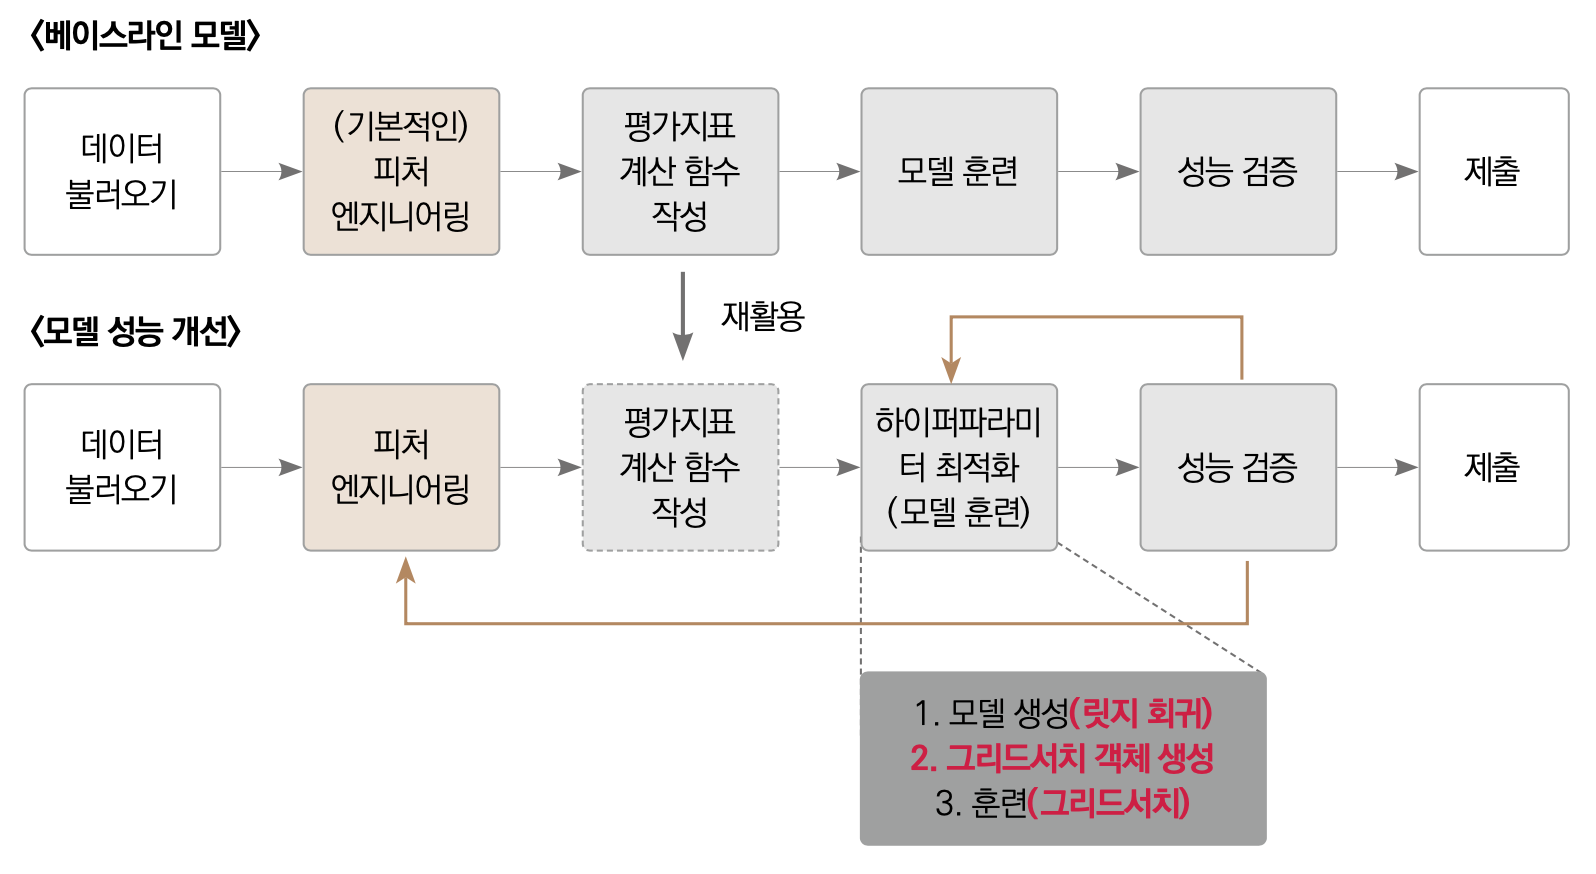 〈베이스라인 모델〉
데이터
불러오기
(기본적인)
피처
엔지니어링
평가지표
계산 함수
작성
모델 훈련
성능 검증
제출
재활용
〈모델 성능 개선〉
데이터
불러오기
피처
엔지니어링
평가지표
계산 함수
작성
하이퍼파라미
터 최적화
(모델 훈련)
성능 검증
제출
1. 모델 생성(릿지 회귀)
2. 그리드서치 객체 생성
3. 훈련(그리드서치)